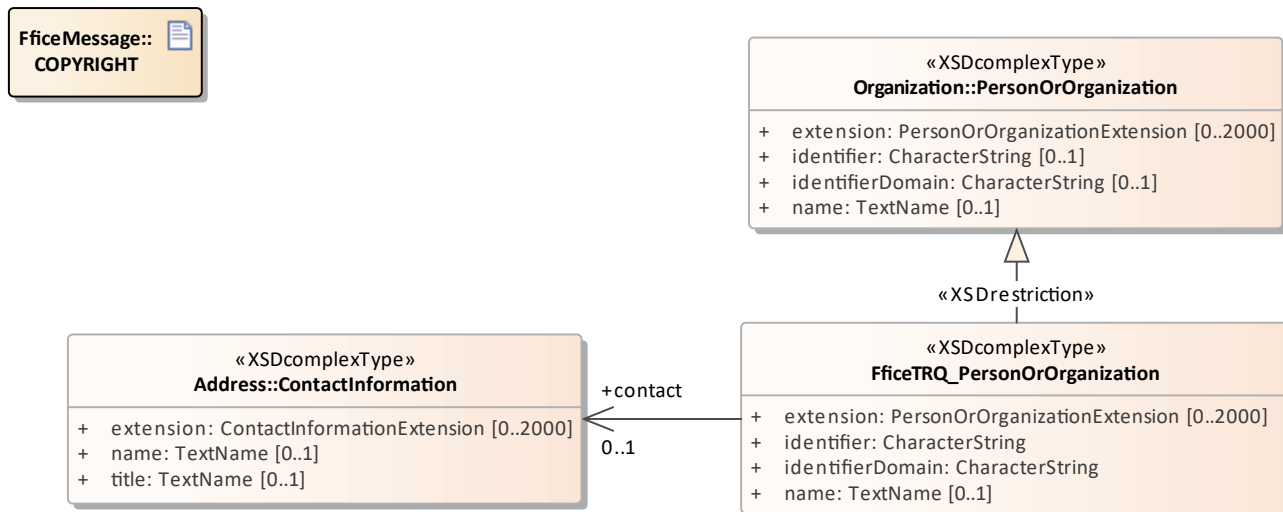 FficeMessage::
COPYRIGHT
«XSDcomplexType»
Organization::PersonOrOrganization
+ extension: PersonOrOrganizationExtension [0..2000]
+ identifier: CharacterString [0..1]
+ identifierDomain: CharacterString [0..1]
+ name: TextName [0..1]
«XSDrestriction»
«XSDcomplexType»
Address::ContactInformation
+ extension: ContactInformationExtension [0..2000]
+ name: TextName [0..1]
+ title: TextName [0..1]
+contact
0..1
«XSDcomplexType»
FficeTRQ_PersonOrOrganization
+ extension: PersonOrOrganizationExtension [0..2000]
+ identifier: CharacterString
+ identifierDomain: CharacterString
+ name: TextName [0..1]